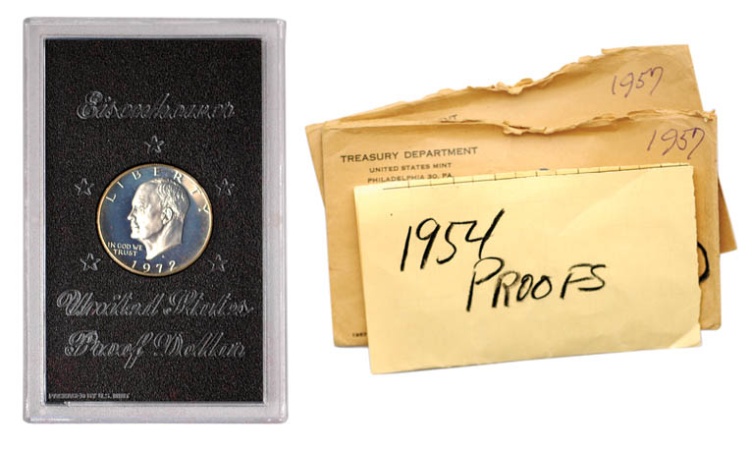 Eisenhower
LIBERTY
IN GOD WE
TRUST
1972
United States
Proof Dollar
1957
1957
TREASURY DEPARTMENT
UNITED STATES MINT
PHILADELPHIA 30, PA.
1954
PROOFS